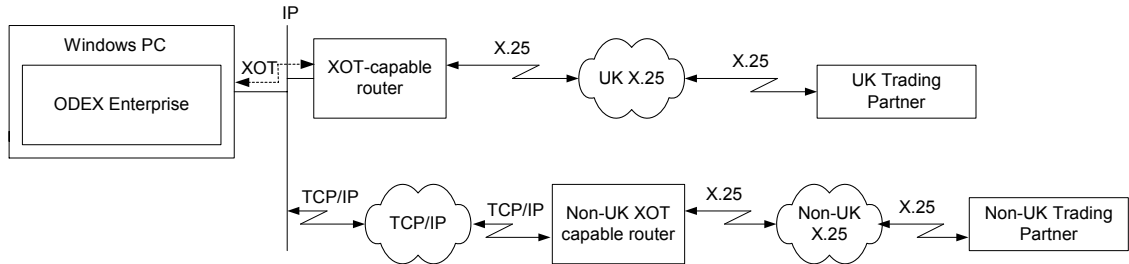 IP
Windows PC
XOT
ODEX Enterprise
XOT-capable
router
X.25
UK X.25
X.25
UK Trading
Partner
TCP/IP
TCP/IP
TCP/IP
Non-UK XOT
capable router
X.25
Non-UK
X.25
X.25
Non-UK Trading
Partner